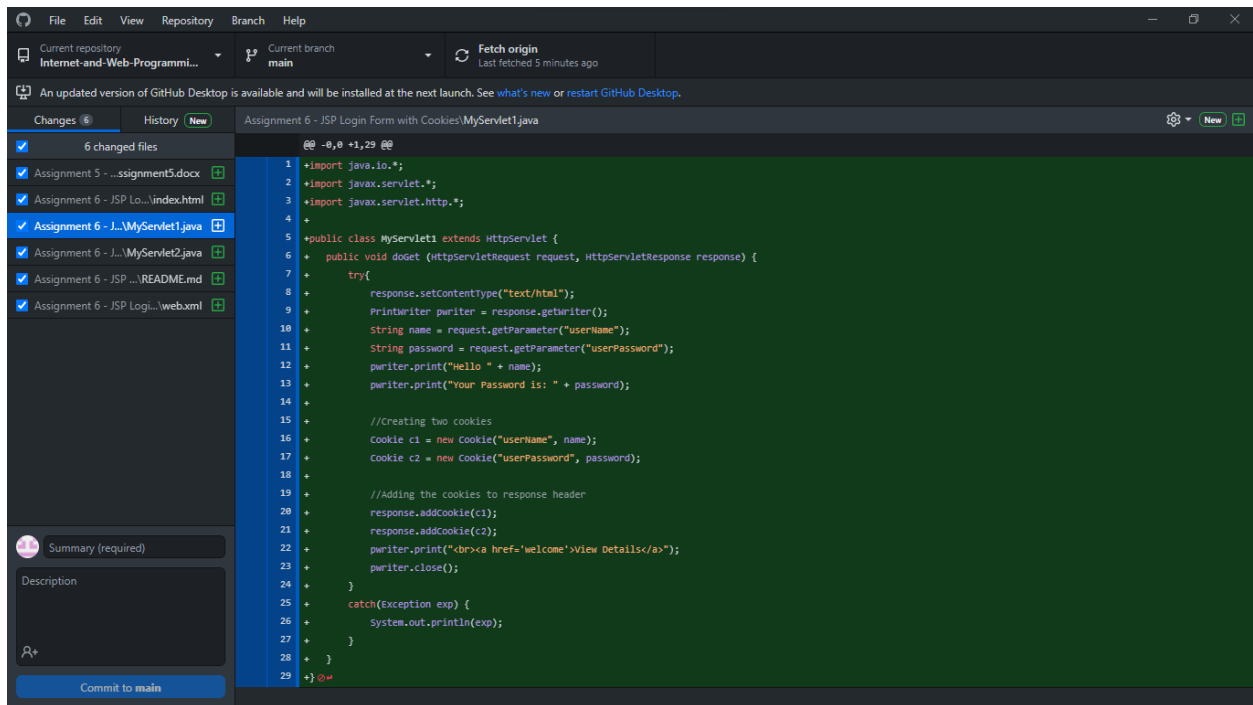 File Edit View Repository Branch Help
Current repository
Internet-and-Web-Programmi...
Current branch
main
Fetch origin
Last fetched 5 minutes ago
An updated version of GitHub Desktop is available and will be installed at the next launch. See what's new or restart GitHub Desktop.
Changes 6 History New
Assignment 6 - JSP Login Form with Cookies\MyServlet1.java
New
6 changed files
Assignment 5 - ...ssignment5.docx
Assignment 6 - JSP Lo...\index.html
Assignment 6 - J...\MyServlet1.java
Assignment 6 - J...\MyServlet2.java
Assignment 6 - JSP ...\README.md
Assignment 6 - JSP Logi...\web.xml
@@ -0,0 +1,29 @@
1 +import java.io.*;
2 +import javax.servlet.*;
3 +import javax.servlet.http.*;
4 +
5 +public class MyServlet1 extends HttpServlet {
6 + public void doGet (HttpServletRequest request, HttpServletResponse response) {
7 + try{
8 + response.setContentType("text/html");
9 + PrintWriter pwriter = response.getWriter();
10 + String name = request.getParameter("userName");
11 + String password = request.getParameter("userPassword");
12 + pwriter.print("Hello " + name);
13 + pwriter.print("Your Password is: " + password);
14 +
15 + //Creating two cookies
16 + Cookie c1 = new Cookie("userName", name);
17 + Cookie c2 = new Cookie("userPassword", password);
18 +
19 + //Adding the cookies to response header
20 + response.addCookie(c1);
21 + response.addCookie(c2);
22 + pwriter.print("<br><a href='welcome'>View Details</a>");
23 + pwriter.close();
24 + }
25 + catch(Exception exp) {
26 + System.out.println(exp);
27 + }
28 + }
29 +}
Summary (required)
Description
Commit to main